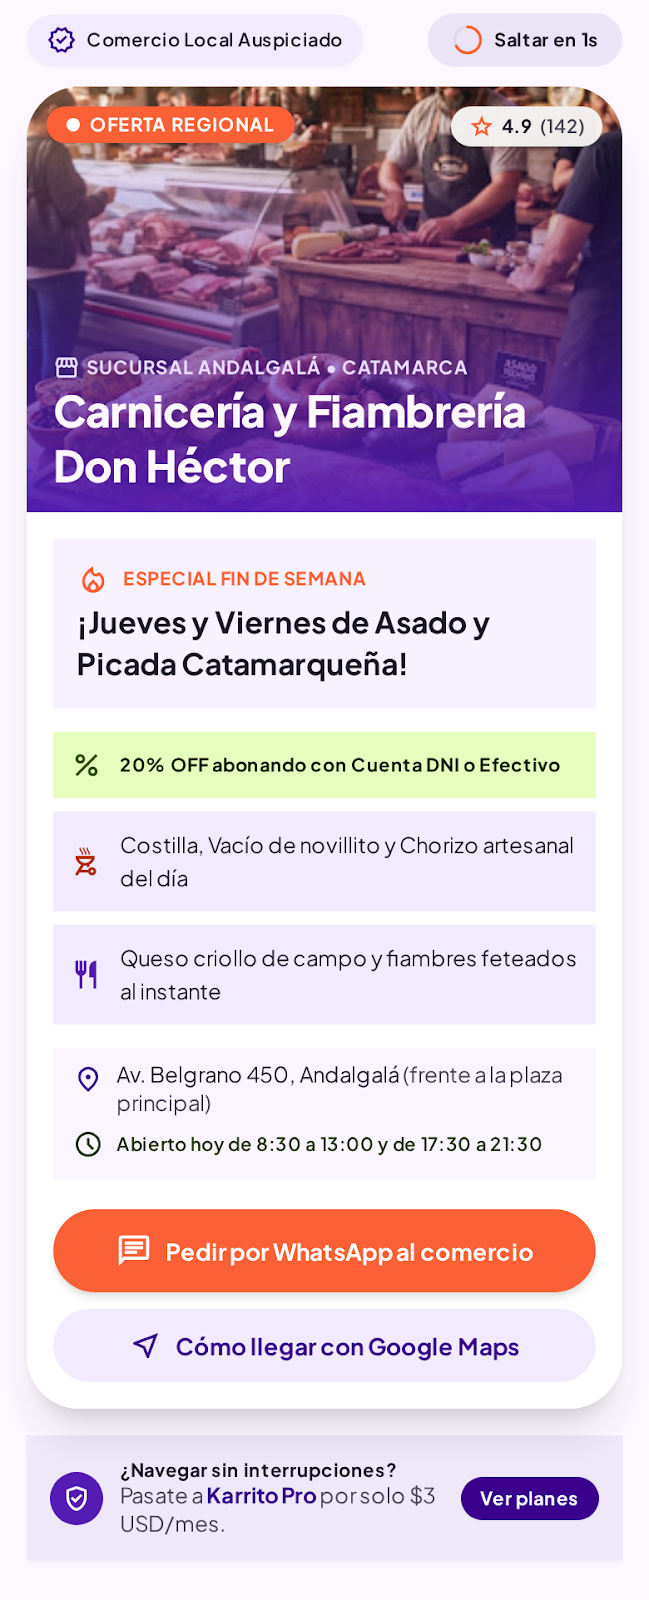 Comercio Local Auspiciado
Saltar en 1s
OFERTA REGIONAL
4.9 (142)
SUCURSAL ANDALGALÁ • CATAMARCA
Carnicería y Fiambrería
Don Héctor
ESPECIAL FIN DE SEMANA
¡Jueves y Viernes de Asado y
Picada Catamarqueña!
20% OFF abonando con Cuenta DNI o Efectivo
Costilla, Vacío de novillito y Chorizo artesanal
del día
Queso criollo de campo y fiambres feteados
al instante
Av. Belgrano 450, Andalgalá (frente a la plaza
principal)
Abierto hoy de 8:30 a 13:00 y de 17:30 a 21:30
Pedir por WhatsApp al comercio
Cómo llegar con Google Maps
¿Navegar sin interrupciones?
Pasate a Karrito Pro por solo $3
USD/mes.
Ver planes